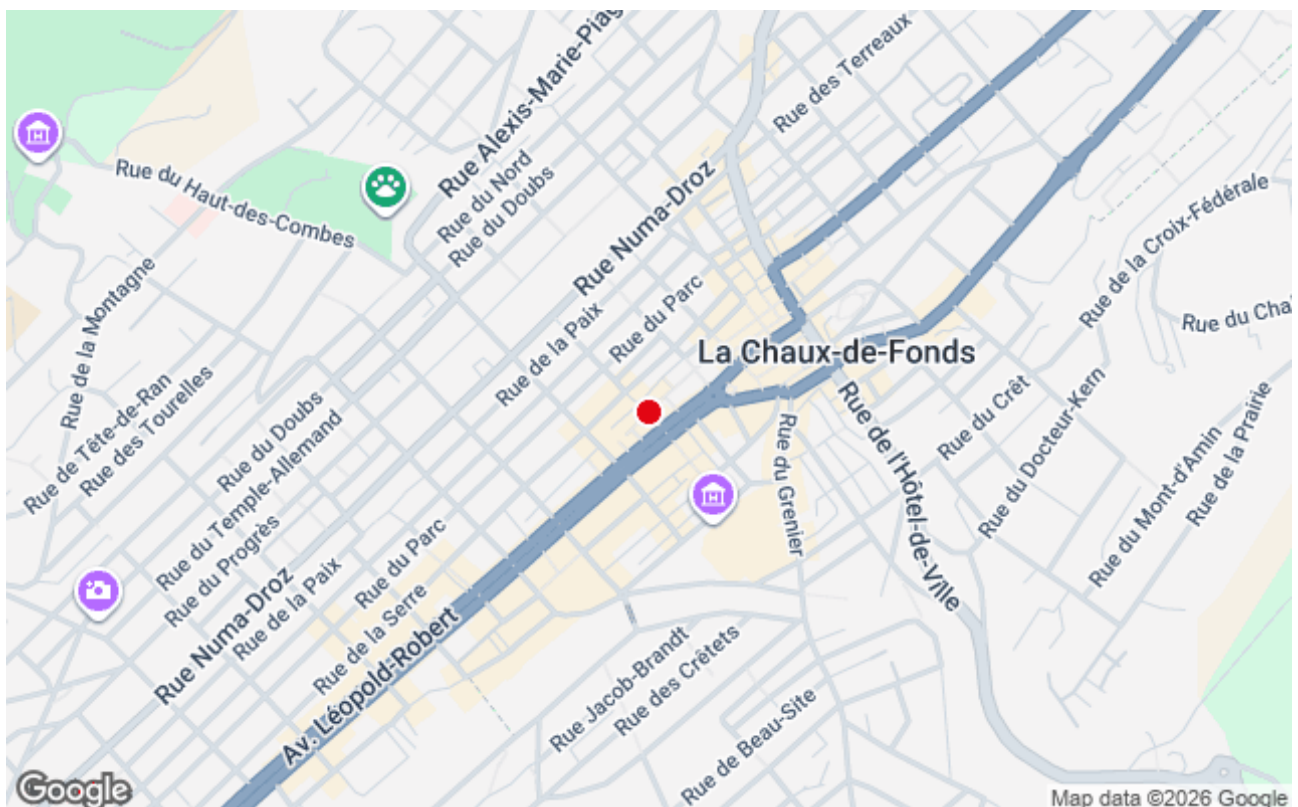 Rue Alexis-Marie-Piag
Rue des Terreaux
Rue du Haut-des-Combes
Rue du Nord
Rue du Doubs
Rue Numa-Droz
Rue de la Croix-Fédérale
Rue de la Montagne
Rue de la Paix
Rue du Parc
Rue du Cha
La Chaux-de-Fonds
Rue de Tête-de-Ran
Rue des Tourelles
Rue du Doubs
Rue du Temple-Allemand
Rue du Progrès
Rue Numa-Droz
Rue de la Paix
Rue du Parc
Rue de la Serre
Av. Léopold-Robert
Rue du Grenier
Rue de l'Hôtel-de-Ville
Rue du Crêt
Rue du Docteur-Kern
Rue du Mont-d'Amin
Rue de la Prairie
Rue Jacob-Brandt
Rue des Crêtets
Rue de Beau-Site
Google
Map data ©2026 Google